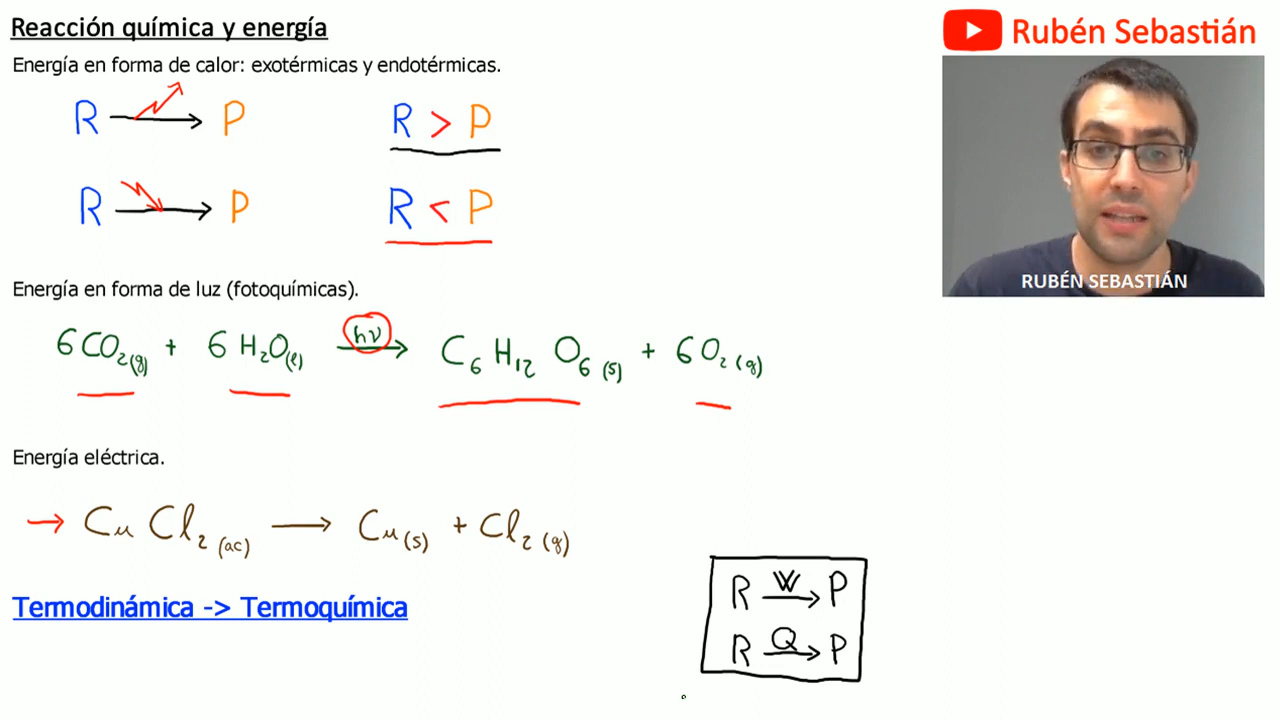 Reacción química y energía
Rubén Sebastián
Energía en forma de calor: exotérmicas y endotérmicas.
R → P R > P
R → P R < P
RUBÉN SEBASTIÁN
Energía en forma de luz (fotoquímicas).
6CO₂(g) + 6H₂O(l) hν → C₆H₁₂O₆(s) + 6O₂(g)
Energía eléctrica.
→ CuCl₂(ac) → Cu(s) + Cl₂(g)
Termodinámica -> Termoquímica
R W → P
R Q → P